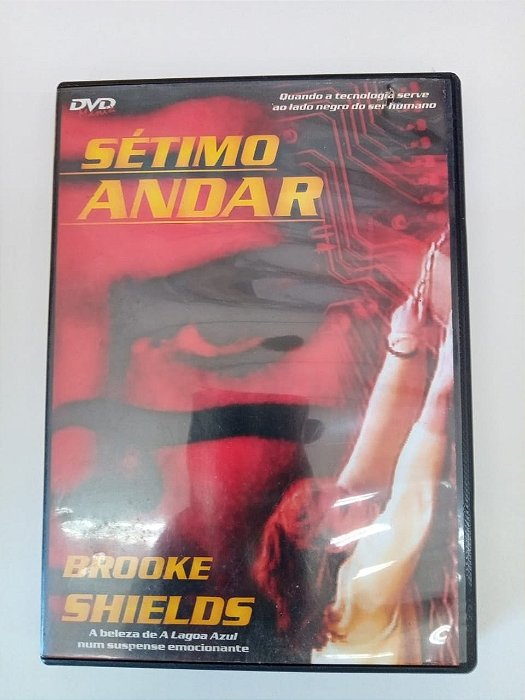 DVD
Quando a tecnologia serve
ao lado negro do ser humano
SÉTIMO
ANDAR
BROOKE
SHIELDS
A beleza de A Lagoa Azul
num suspense emocionante